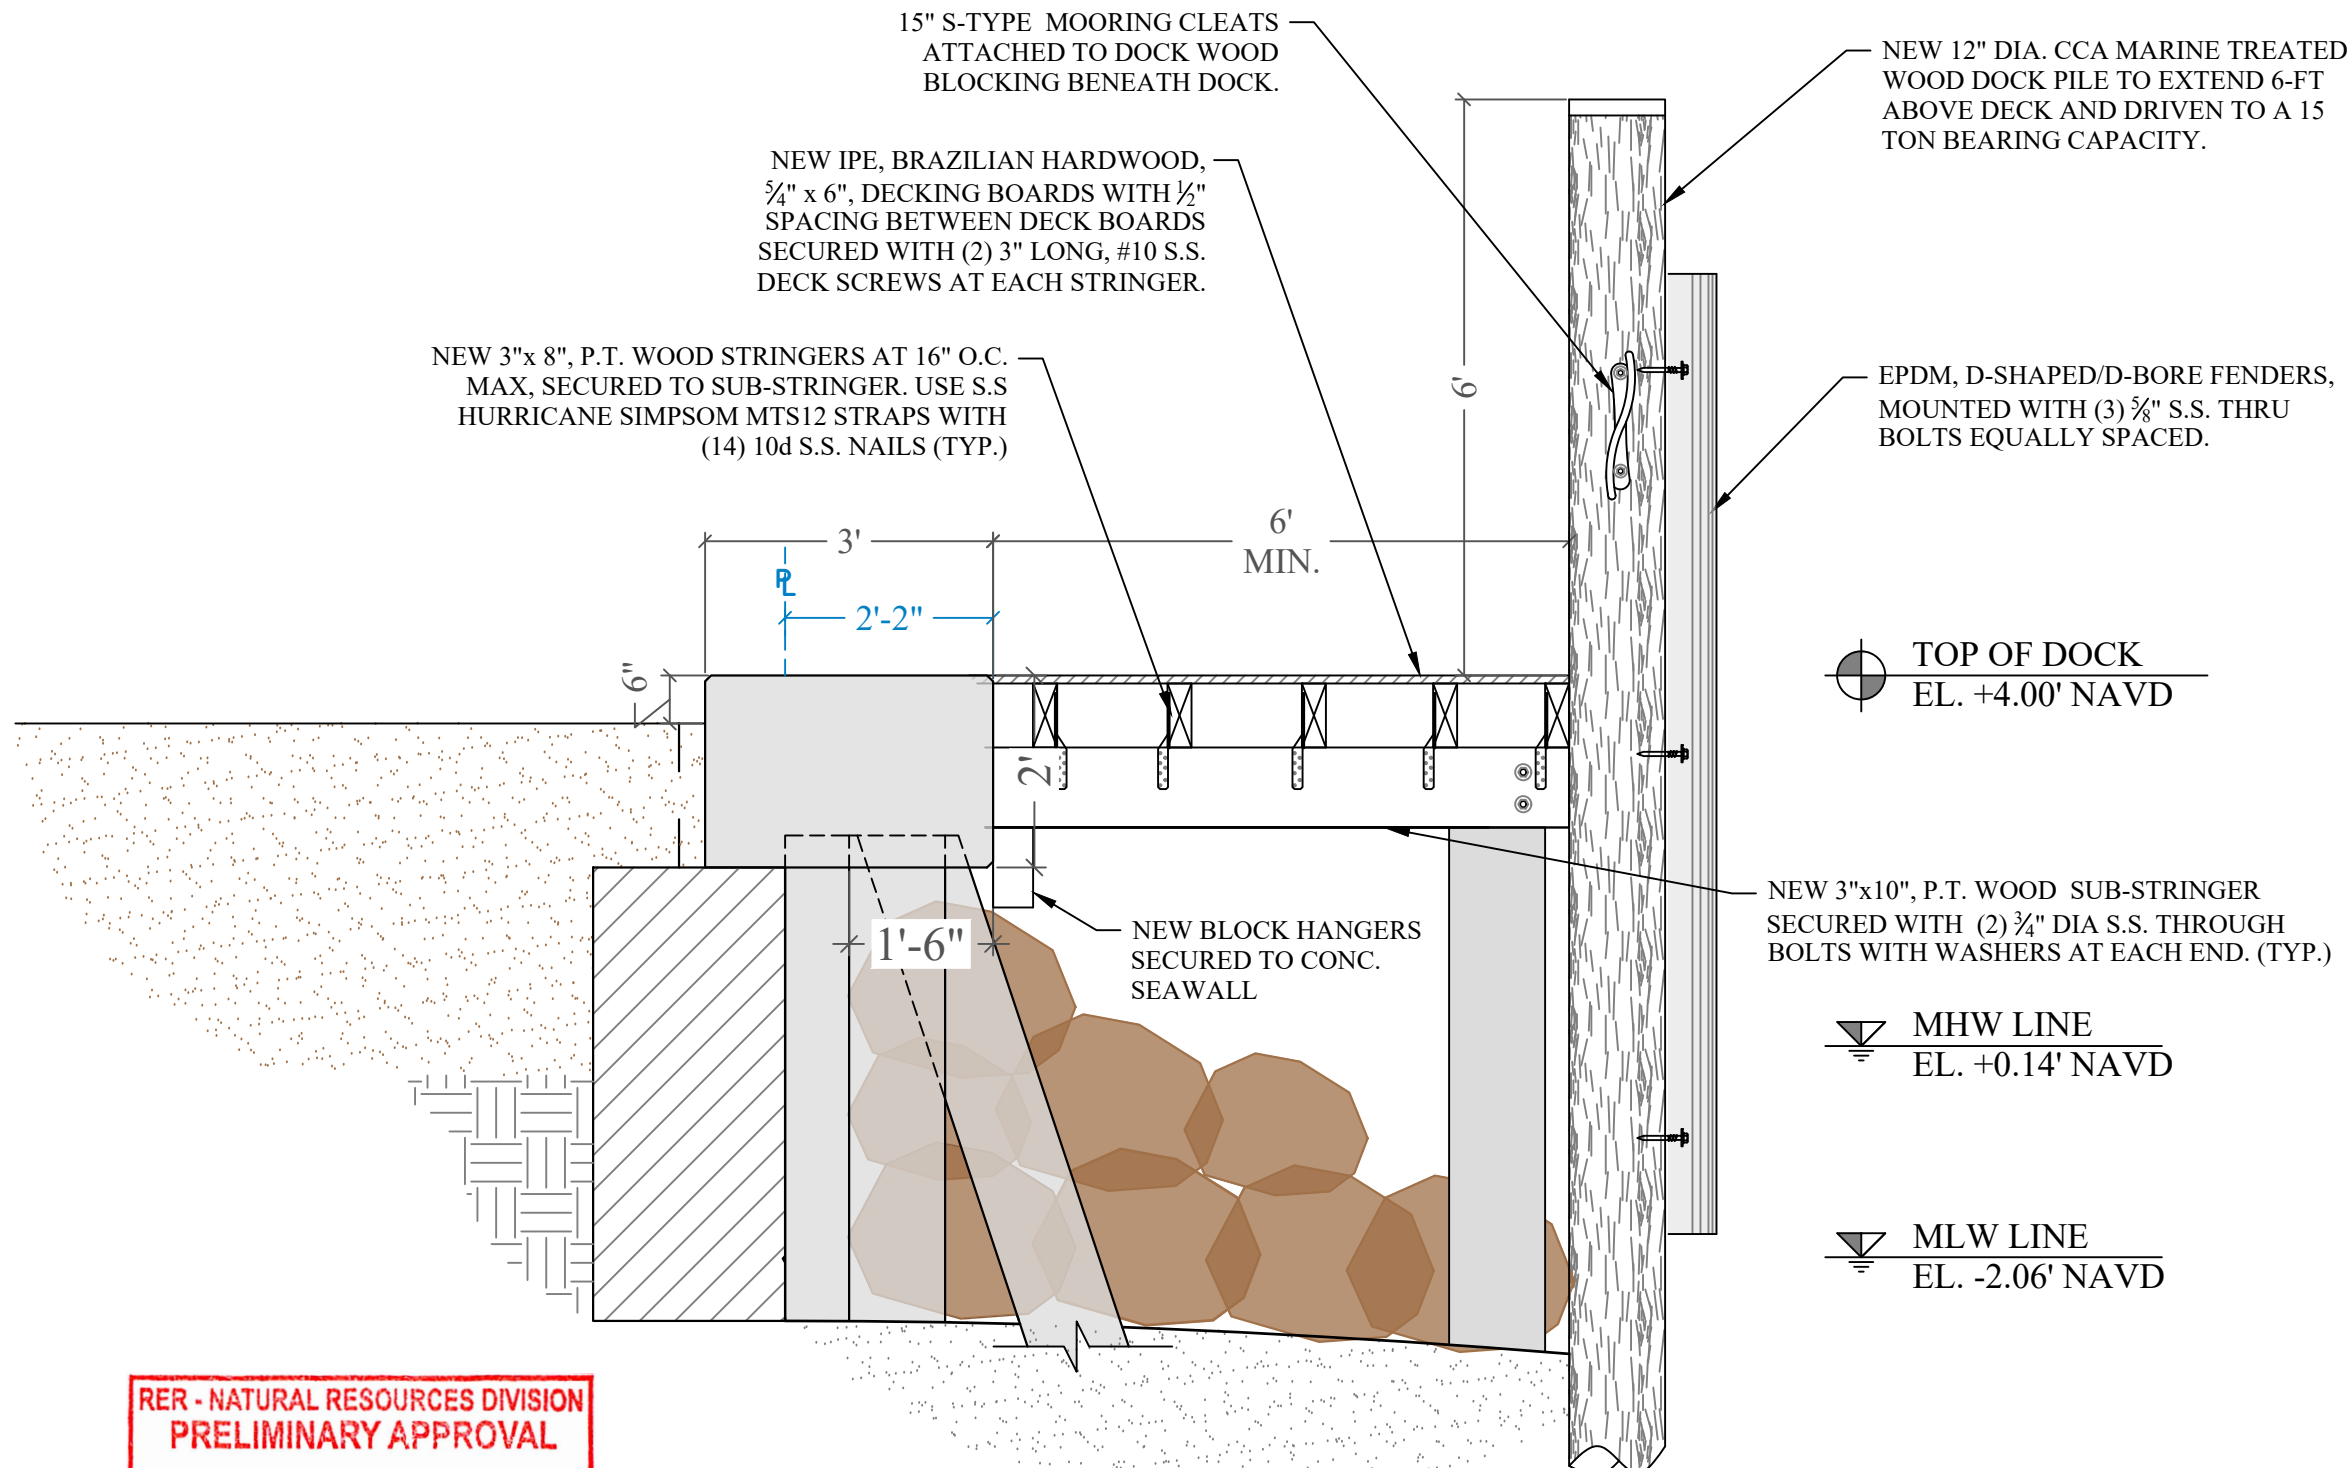 15" S-TYPE MOORING CLEATS
ATTACHED TO DOCK WOOD
BLOCKING BENEATH DOCK.
NEW 12" DIA. CCA MARINE TREATED
WOOD DOCK PILE TO EXTEND 6-FT
ABOVE DECK AND DRIVEN TO A 15
TON BEARING CAPACITY.
NEW IPE, BRAZILIAN HARDWOOD,
5/4" x 6", DECKING BOARDS WITH 1/2"
SPACING BETWEEN DECK BOARDS
SECURED WITH (2) 3" LONG, #10 S.S.
DECK SCREWS AT EACH STRINGER.
NEW 3"x 8", P.T. WOOD STRINGERS AT 16" O.C.
MAX, SECURED TO SUB-STRINGER. USE S.S
HURRICANE SIMPSOM MTS12 STRAPS WITH
(14) 10d S.S. NAILS (TYP.)
6'
EPDM, D-SHAPED/D-BORE FENDERS,
MOUNTED WITH (3) 5/8" S.S. THRU
BOLTS EQUALLY SPACED.
3'
6'
MIN.
PL
2'-2"
6"
2'
TOP OF DOCK
EL. +4.00' NAVD
NEW 3"x10", P.T. WOOD SUB-STRINGER
SECURED WITH (2) 3/4" DIA S.S. THROUGH
BOLTS WITH WASHERS AT EACH END. (TYP.)
1'-6"
NEW BLOCK HANGERS
SECURED TO CONC.
SEAWALL
MHW LINE
EL. +0.14' NAVD
MLW LINE
EL. -2.06' NAVD
RER - NATURAL RESOURCES DIVISION
PRELIMINARY APPROVAL